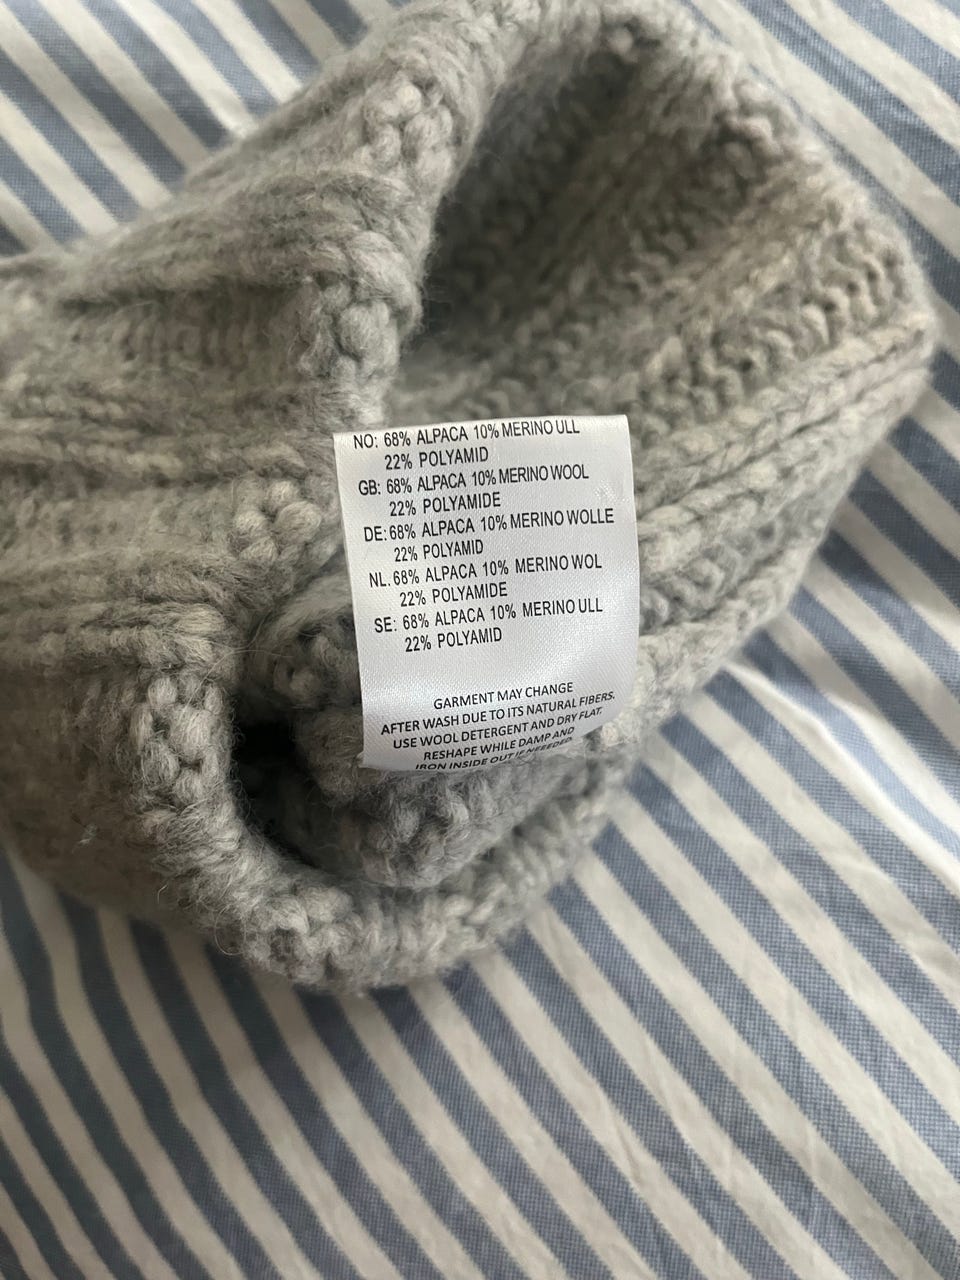 NO: 68% ALPACA 10% MERINO ULL
22% POLYAMID
GB: 68% ALPACA 10% MERINO WOOL
22% POLYAMIDE
DE: 68% ALPACA 10% MERINO WOLLE
22% POLYAMID
NL. 68% ALPACA 10% MERINO WOL
22% POLYAMIDE
SE: 68% ALPACA 10% MERINO ULL
22% POLYAMID
GARMENT MAY CHANGE
AFTER WASH DUE TO ITS NATURAL FIBERS.
USE WOOL DETERGENT AND DRY FLAT.
RESHAPE WHILE DAMP AND
IRON INSIDE OUT IF NEEEDED.